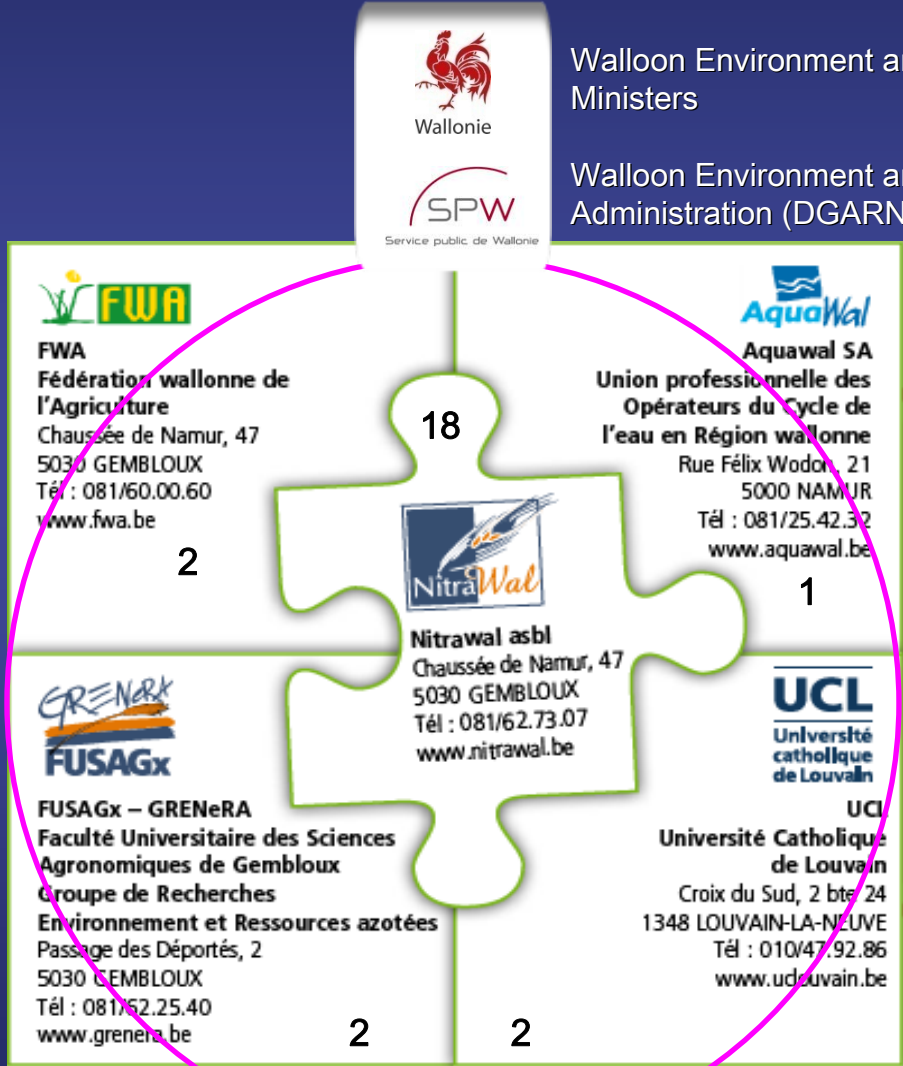 Wallonie
SPW
Service public de Wallonie
Walloon Environment
Ministers
Walloon Environment
Administration (DGARN
FWA
FWA
Fédération wallonne de
l'Agriculture
Chaussée de Namur, 47
5030 GEMBLOUX
Tél : 081/60.00.60
www.fwa.be
2
AquaWal
Aquawal SA
Union professionnelle des
Opérateurs du Cycle de
l'eau en Région wallonne
Rue Félix Wodon, 21
5000 NAMUR
Tél : 081/25.42.32
www.aquawal.be
1
18
NitraWal
Nitrawal asbl
Chaussée de Namur, 47
5030 GEMBLOUX
Tél : 081/62.73.07
www.nitrawal.be
GRENeRA
FUSAGx
FUSAGx – GRENeRA
Faculté Universitaire des Sciences
Agronomiques de Gembloux
Groupe de Recherches
Environnement et Ressources azotées
Passage des Déportés, 2
5030 GEMBLOUX
Tél : 081/62.25.40
www.grenera.be
2
UCL
Université
catholique
de Louvain
UCL
Université Catholique
de Louvain
Croix du Sud, 2 bte 24
1348 LOUVAIN-LA-NEUVE
Tél : 010/47.92.86
www.uclouvain.be
2